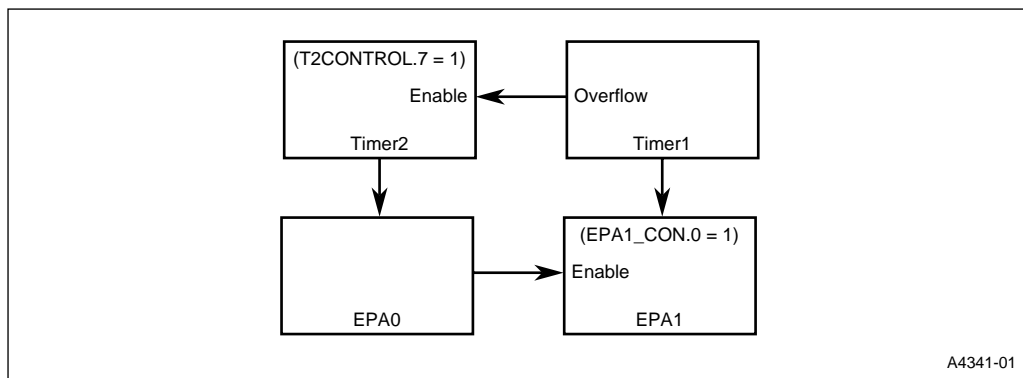 (T2CONTROL.7 = 1)
Enable
Overflow
Timer2
Timer1
(EPA1_CON.0 = 1)
Enable
EPA0
EPA1
A4341-01